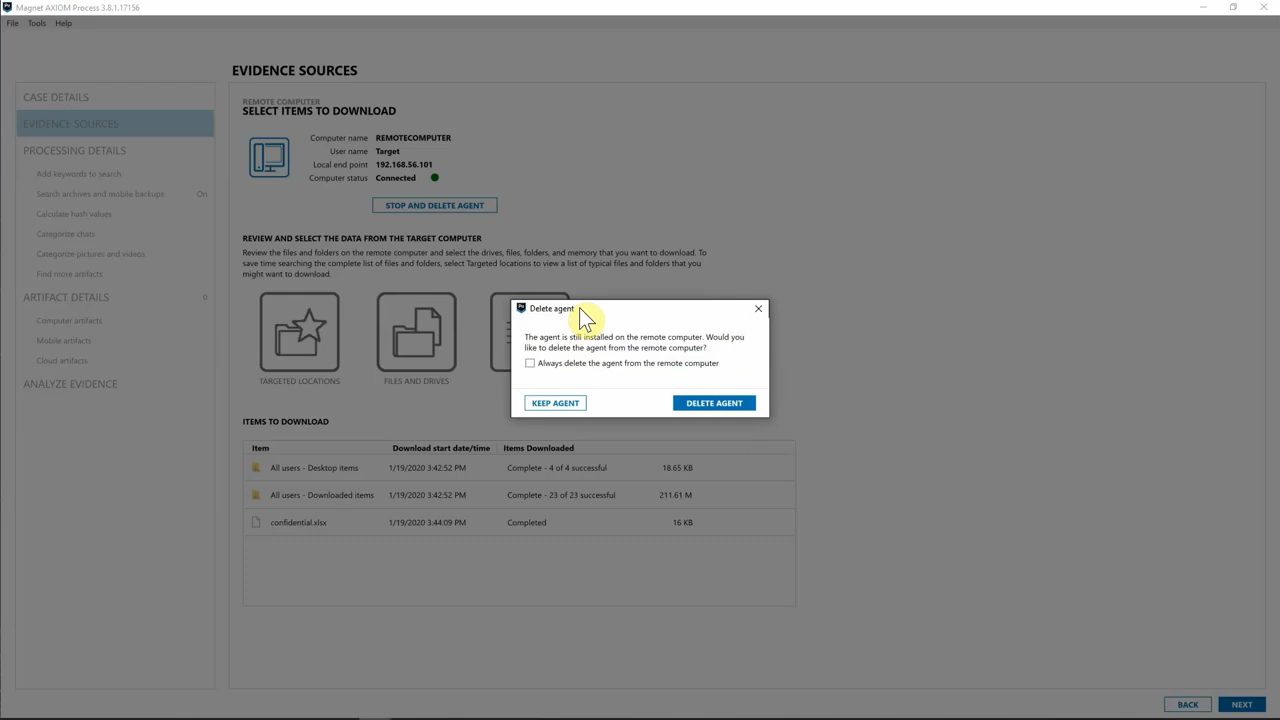 Magnet AXIOM Process 3.8.1.17156
File Tools Help
EVIDENCE SOURCES
CASE DETAILS
EVIDENCE SOURCES
PROCESSING DETAILS
Add keywords to search
Search archives and mobile backups On
Calculate hash values
Categorize chats
Categorize pictures and videos
Find more artifacts
ARTIFACT DETAILS 0
Computer artifacts
Mobile artifacts
Cloud artifacts
ANALYZE EVIDENCE
REMOTE COMPUTER
SELECT ITEMS TO DOWNLOAD
Computer name REMOTECOMPUTER
User name Target
Local end point 192.168.56.101
Computer status Connected
STOP AND DELETE AGENT
REVIEW AND SELECT THE DATA FROM THE TARGET COMPUTER
Review the files and folders on the remote computer and select the drives, files, folders, and memory that you want to download. To
save time searching the complete list of files and folders, select Targeted locations to view a list of typical files and folders that you
might want to download.
TARGETED LOCATIONS FILES AND DRIVES
Delete agent
The agent is still installed on the remote computer. Would you
like to delete the agent from the remote computer?
Always delete the agent from the remote computer
KEEP AGENT DELETE AGENT
ITEMS TO DOWNLOAD
Item Download start date/time Items Downloaded
All users - Desktop items 1/19/2020 3:42:52 PM Complete - 4 of 4 successful 18.65 KB
All users - Downloaded items 1/19/2020 3:42:52 PM Complete - 23 of 23 successful 211.61 M
confidential.xlsx 1/19/2020 3:44:09 PM Completed 16 KB
BACK NEXT